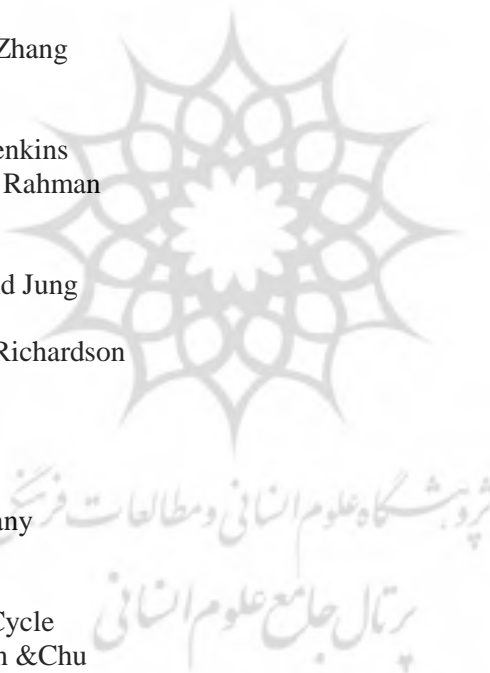 Zhang
enkins
Rahman
d Jung
Richardson
پژوهشگاه علوم انسانی و مطالعات فرهنگی
any
پرتال جامع علوم انسانی
Cycle
n &Chu